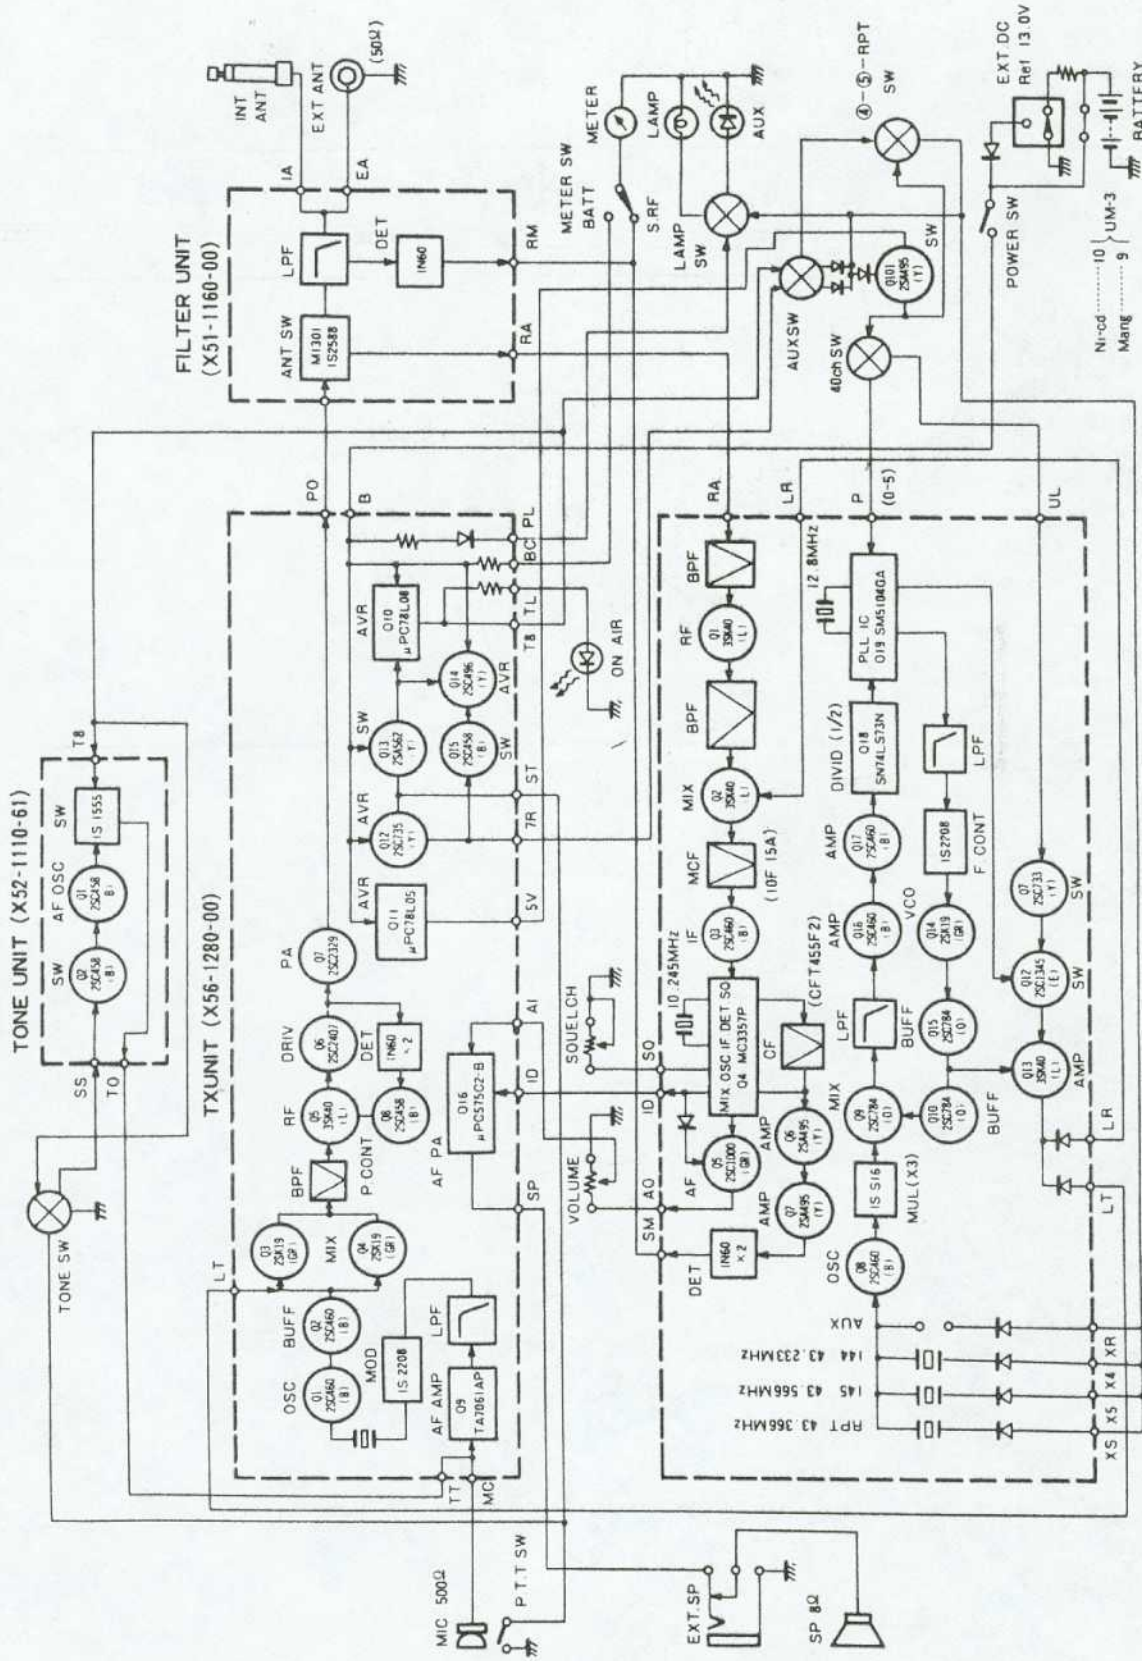 TONE UNIT (X52-1110-61)
SW
AF OSC
SW
Q2
2SC458
(B)
Q1
2SC458
(B)
IS 1555
SS
TO
T8
TONE SW
TXUNIT (X56-1280-00)
LT
OSC
Q1
2SC460
(B)
BUFF
Q2
2SC460
(B)
Q3
2SK19
(GR)
MIX
Q4
2SK19
(GR)
BPF
RF
Q5
3SK40
(L)
DRIV
Q6
2SC2407
PA
Q7
2SC2329
P.CONT
Q8
2SC458
(B)
DET
IN60
×2
MOD
IS 2208
AF AMP
Q9
TA7061AP
LPF
AF PA
Q16
μPC575C2-B
AVR
Q11
μPC78L05
AVR
Q12
2SC735
(Y)
SW
Q13
2SA562
(Y)
AVR
Q10
μPC78L08
Q15
2SC458
(B)
SW
Q14
2SC496
(Y)
AVR
TT
MC
SP
ID
AI
5V
7R
ST
T8
TL
BC
PL
PO
B
ON AIR
FILTER UNIT
(X51-1160-00)
ANT SW
M1301
IS2588
LPF
DET
IN60
IA
EA
RA
RM
INT
ANT
EXT ANT
(50Ω)
METER SW
BATT
S.RF
METER
LAMP
SW
LAMP
AUX
AUXSW
40ch SW
Q101
2SA495
(Y)
SW
④-⑤-RPT
SW
POWER SW
EXT.DC
Ref 13.0V
BATTERY
Ni-cd ........ 10
Mang ........ 9
UM-3
MIC 500Ω
P.T.T SW
EXT.SP
SP 8Ω
VOLUME
SQUELCH
SM
AO
ID
SQ
RA
LR
P
(0-5)
UL
BPF
RF
Q1
3SK40
(L)
BPF
MIX
Q2
3SK40
(L)
MCF
(10F 15A)
IF
Q3
2SC460
(B)
10.245MHz
MIX.OSC IF DET.SQ
Q4 MC3357P
CF
(CFT455F2)
AF
Q5
2SC1000
(GR)
AMP
Q6
2SA495
(Y)
AMP
Q7
2SA495
(Y)
DET
IN60
×2
OSC
Q8
2SC460
(B)
MUL(X3)
IS S16
MIX
Q9
2SC784
(O)
LPF
AMP
Q16
2SC460
(B)
AMP
Q17
2SC460
(B)
DIVID (1/2)
Q18
SN74LS73N
PLL IC
Q19 SM5104GA
12.8MHz
LPF
IS2208
F.CONT
VCO
Q14
2SK19
(GR)
BUFF
Q15
2SC784
(O)
Q10
2SC784
(O)
BUFF
Q13
3SK40
(L)
AMP
Q12
2SC1345
(E)
SW
Q7
2SC733
(Y)
SW
RPT 43.366MHz
145 43.566MHz
144 43.233MHz
AUX
XS
X5
X4
XR
LT
LR